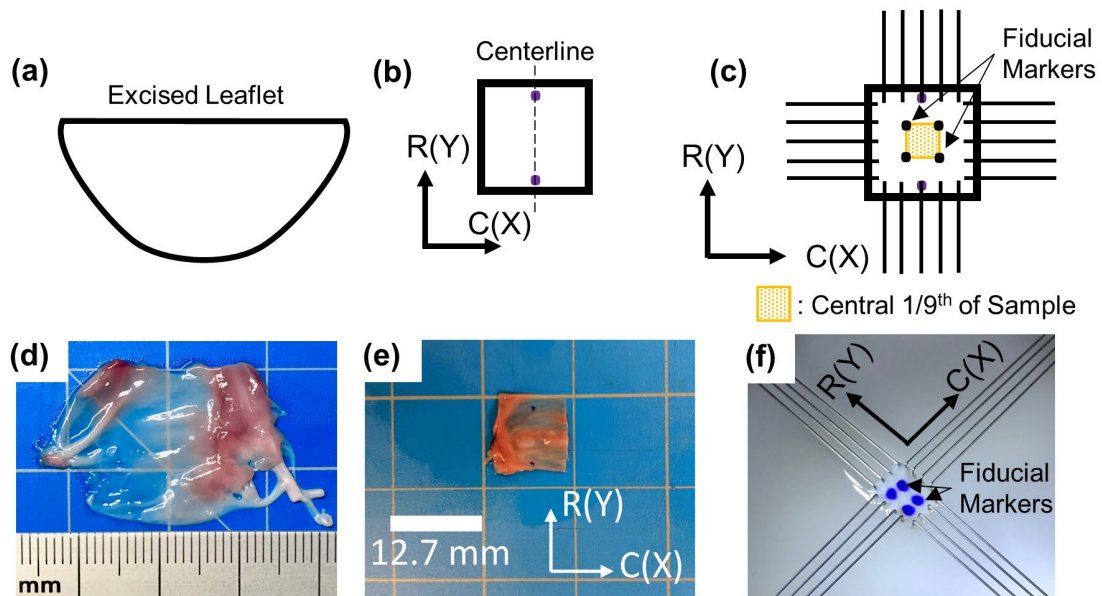 (a)
Excised Leaflet
(b)
Centerline
R(Y)
C(X)
(c)
Fiducial
Markers
R(Y)
C(X)
: Central 1/9th of Sample
(d)
mm
(e)
R(Y)
12.7 mm
C(X)
(f)
R(Y)
C(X)
Fiducial
Markers